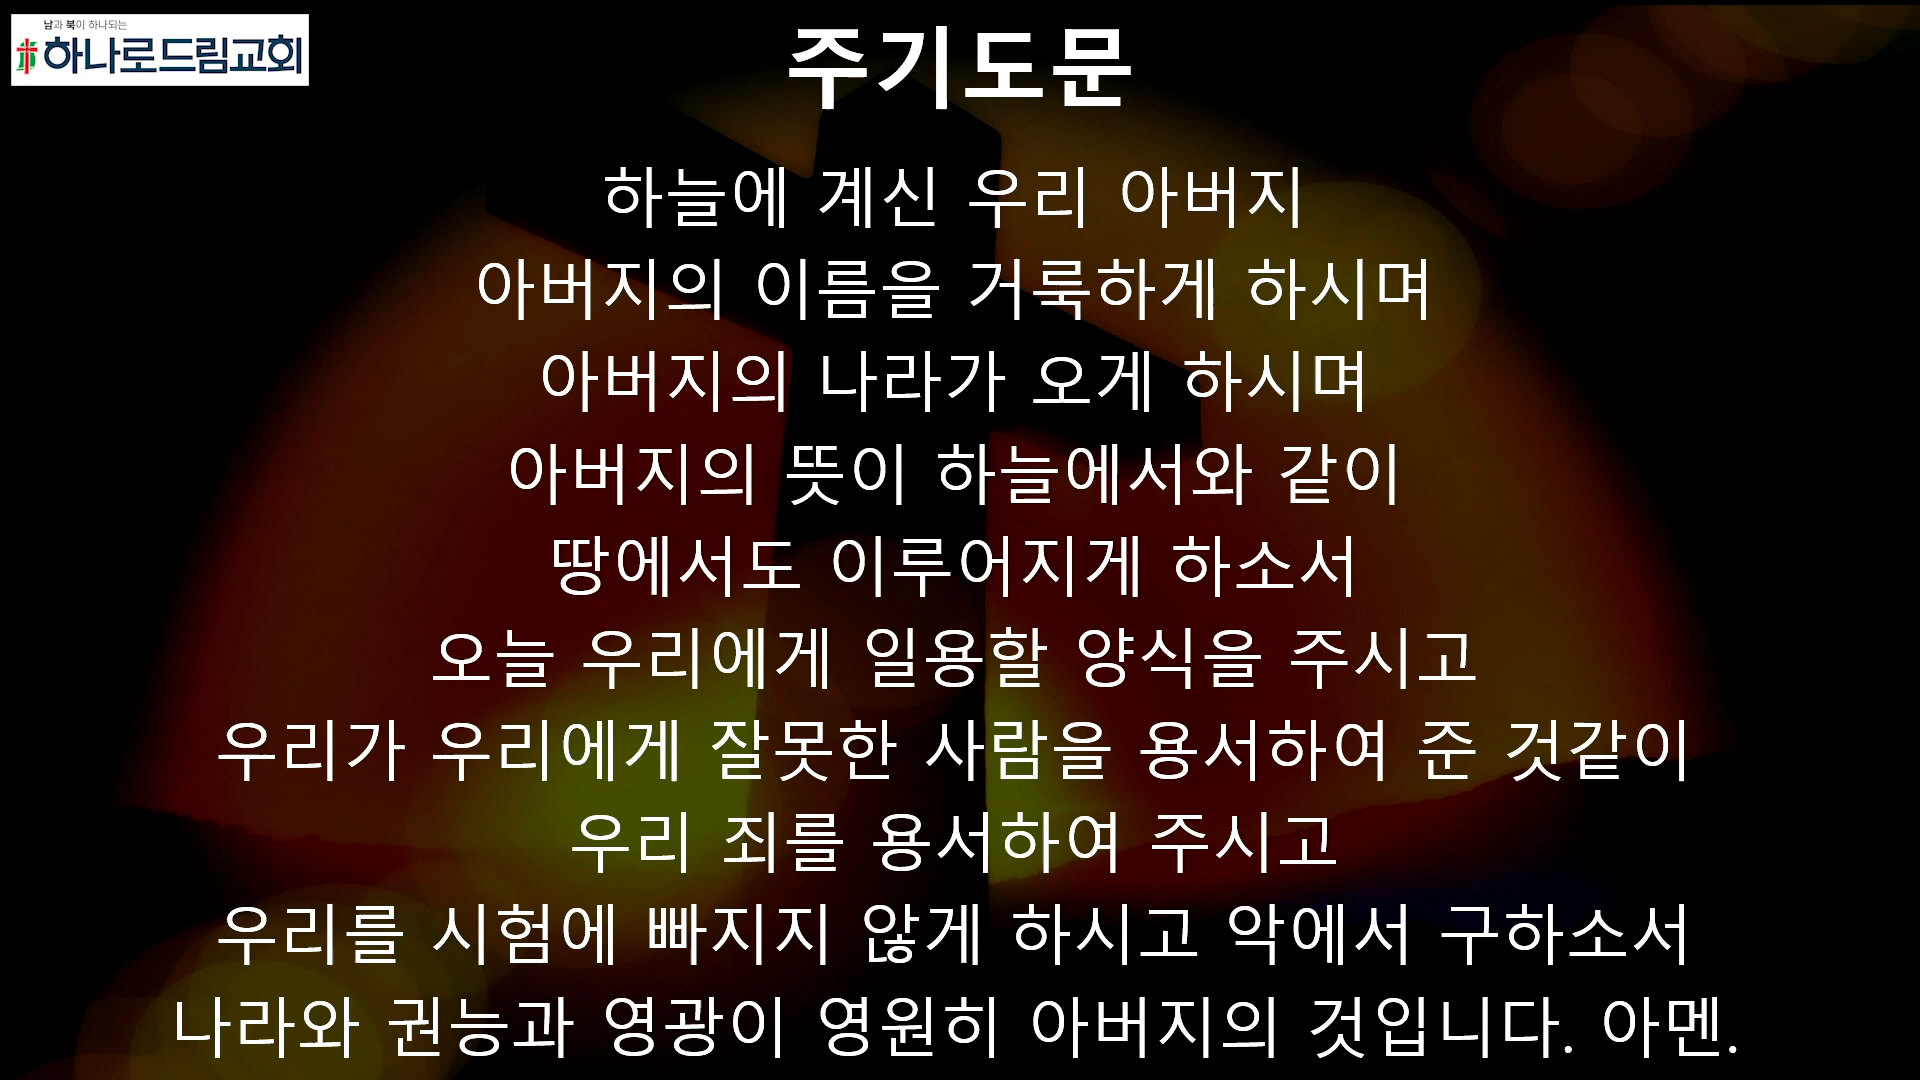 남과 북이 하나되는
하나로드림교회
주기도문
하늘에 계신 우리 아버지
아버지의 이름을 거룩하게 하시며
아버지의 나라가 오게 하시며
아버지의 뜻이 하늘에서와 같이
땅에서도 이루어지게 하소서
오늘 우리에게 일용할 양식을 주시고
우리가 우리에게 잘못한 사람을 용서하여 준 것같이
우리 죄를 용서하여 주시고
우리를 시험에 빠지지 않게 하시고 악에서 구하소서
나라와 권능과 영광이 영원히 아버지의 것입니다. 아멘.